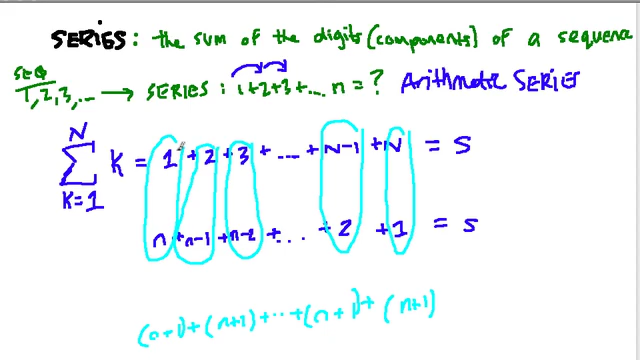 SERIES: the sum of the digits (components) of a sequence
SEQ
1, 2, 3, ... → SERIES: 1+2+3+... n = ? Arithmatic SERIES
N
∑ K = 1 + 2 + 3 + ... + N-1 + N = S
K=1
n + n-1 + n-2 + ... + 2 + 1 = S
(n+1) + (n+1) + ... + (n+1) + (n+1)